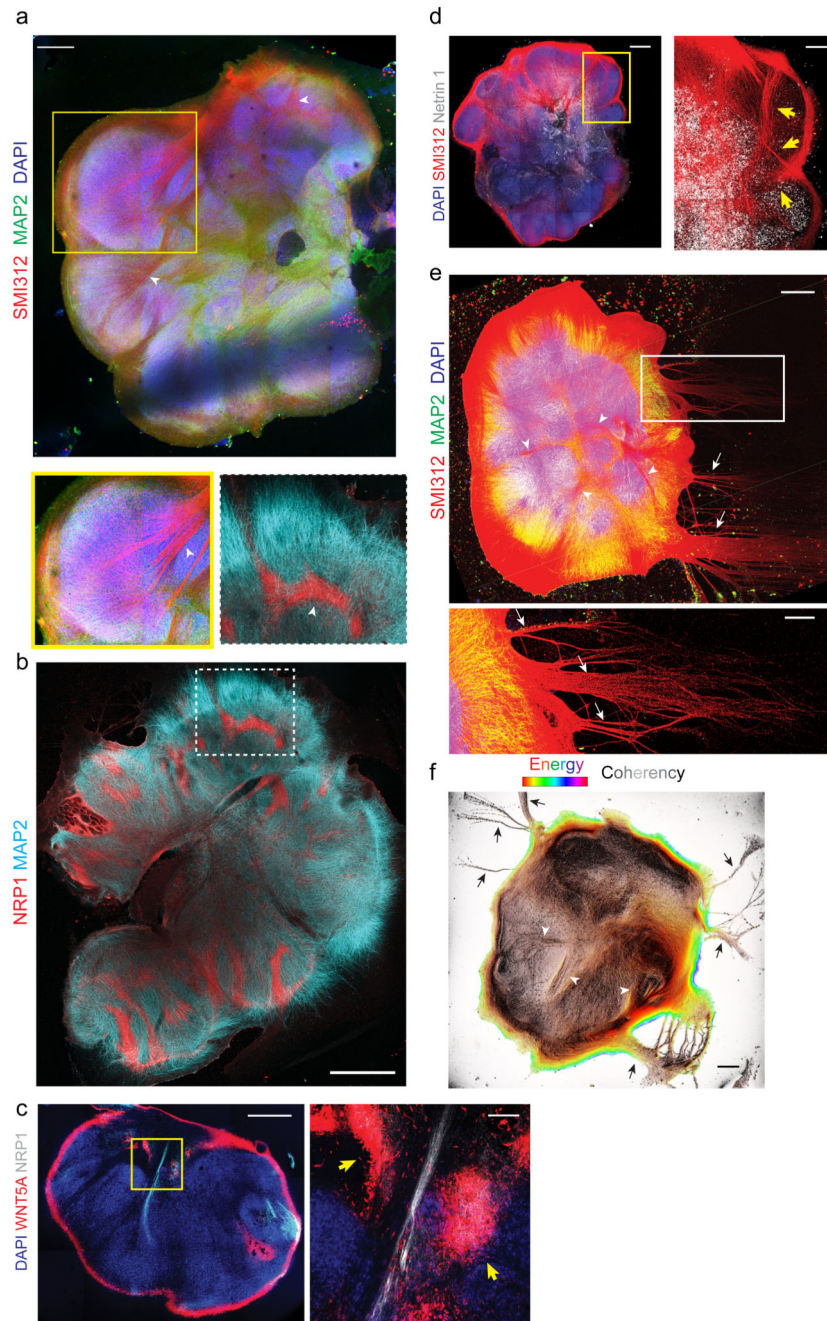 a
SMI312 MAP2 DAPI
b
NRP1 MAP2
c
DAPI WNT5A NRP1
d
DAPI SMI312 Netrin 1
e
SMI312 MAP2 DAPI
f
Energy
Coherency